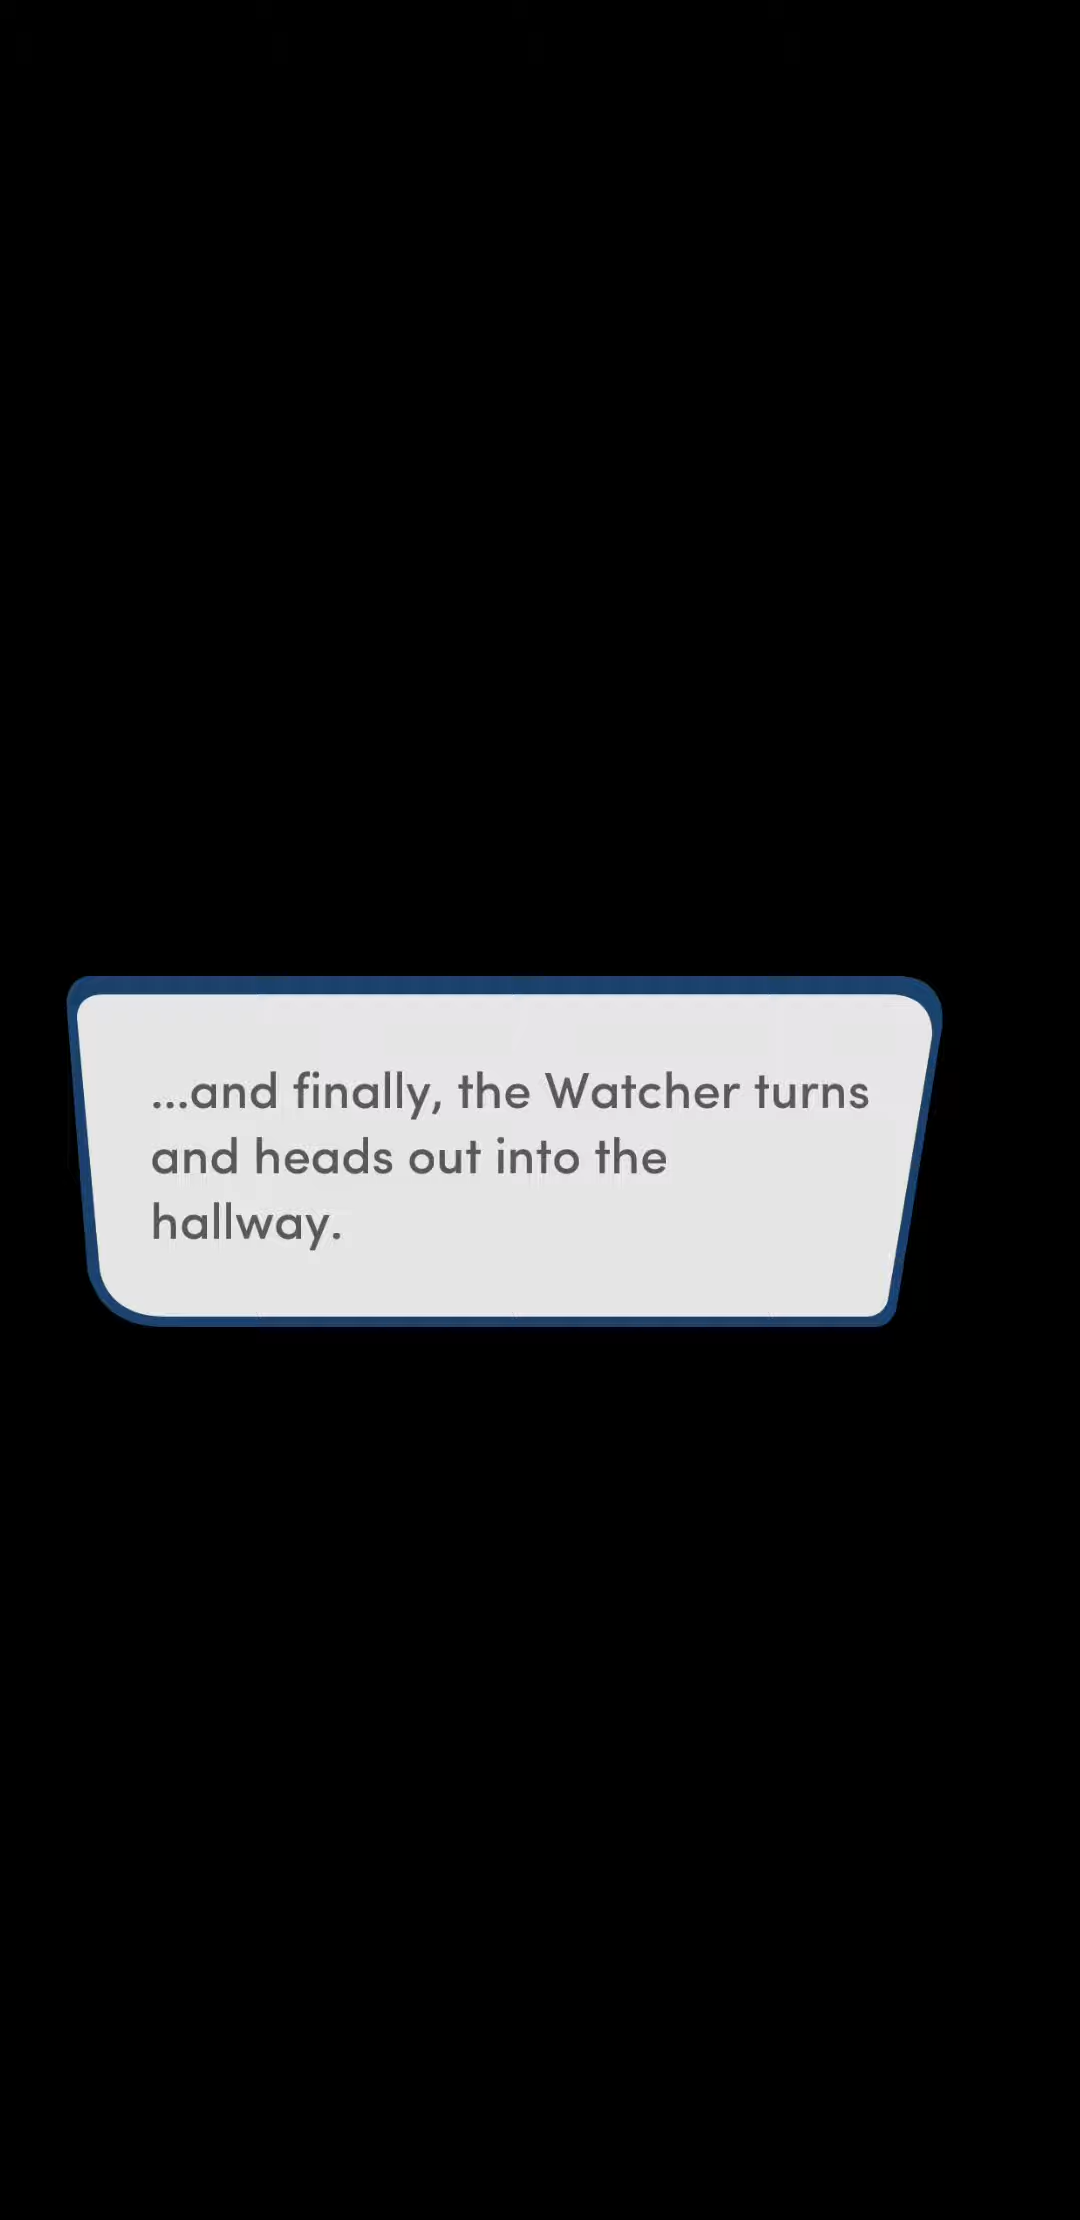 ...and finally, the Watcher turns
and heads out into the
hallway.